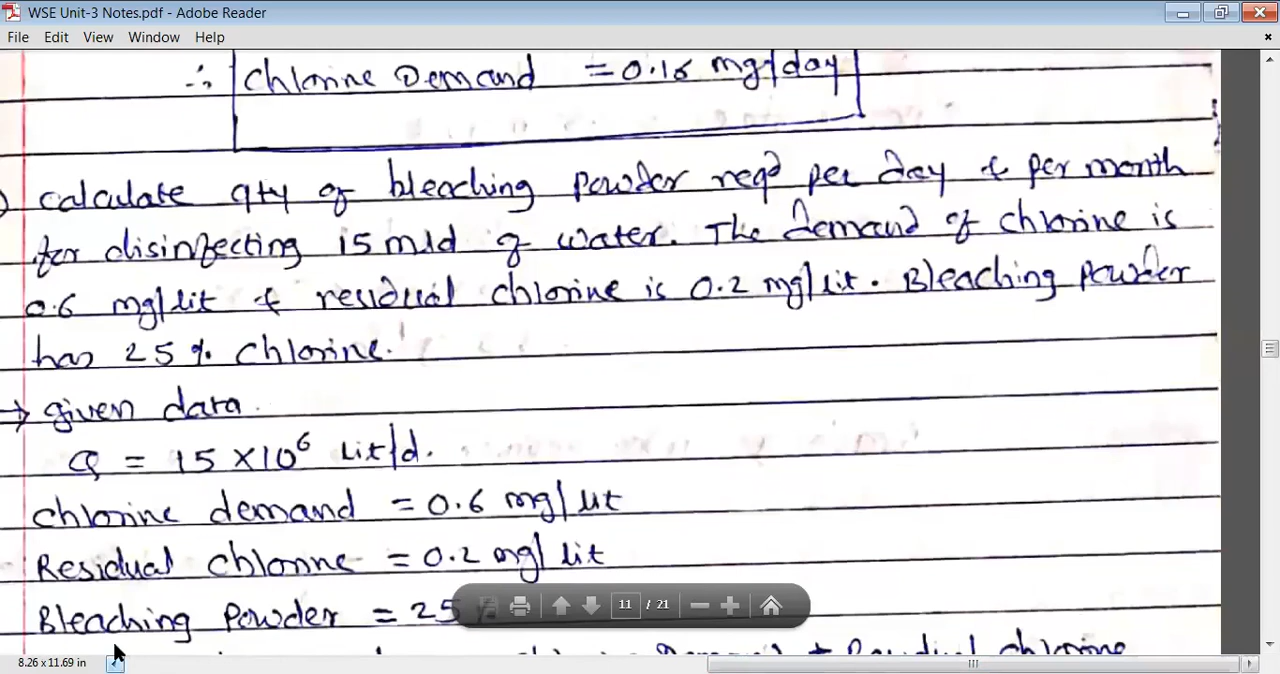 WSE Unit-3 Notes.pdf - Adobe Reader
File Edit View Window Help
∴ Chlorine Demand = 0.16 mg/day
calculate qty of bleaching powder reqd per day & per month
for disinfecting 15 mld of water. The demand of chlorine is
0.6 mg/lit & residual chlorine is 0.2 mg/lit. Bleaching powder
has 25% chlorine.
→ given data.
Q = 15 × 10⁶ lit/d.
Chlorine demand = 0.6 mg/lit
Residual chlorine = 0.2 mg/lit
Bleaching Powder = 25
11 / 21
Demand + Residual chlorine
8.26 x 11.69 in